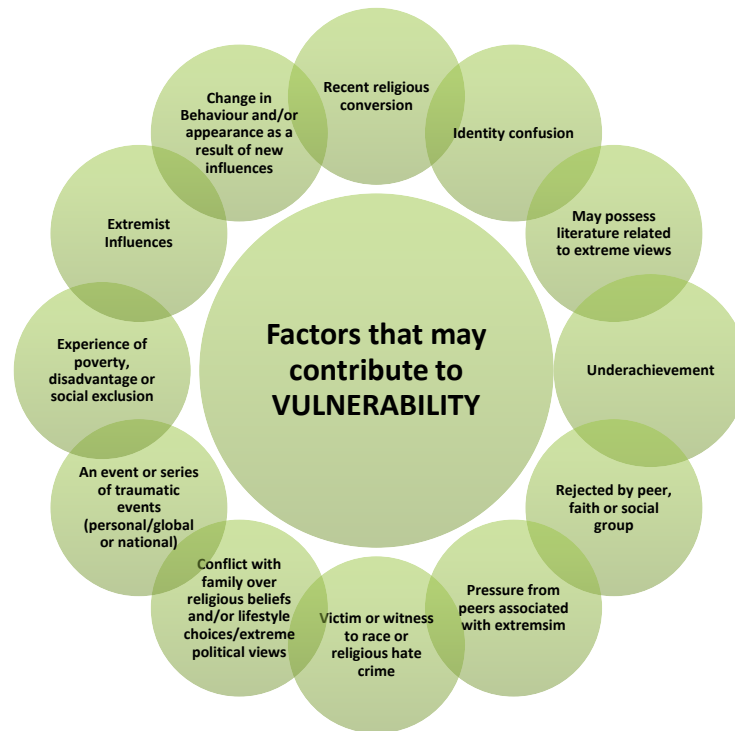 Recent religious
conversion
Identity confusion
May possess
literature related
to extreme views
Underachievement
Rejected by peer,
faith or social
group
Pressure from
peers associated
with extremsim
Victim or witness
to race or
religious hate
crime
Conflict with
family over
religious beliefs
and/or lifestyle
choices/extreme
political views
An event or series
of traumatic
events
(personal/global
or national)
Experience of
poverty,
disadvantage or
social exclusion
Extremist
Influences
Change in
Behaviour and/or
appearance as a
result of new
influences
Factors that may
contribute to
VULNERABILITY